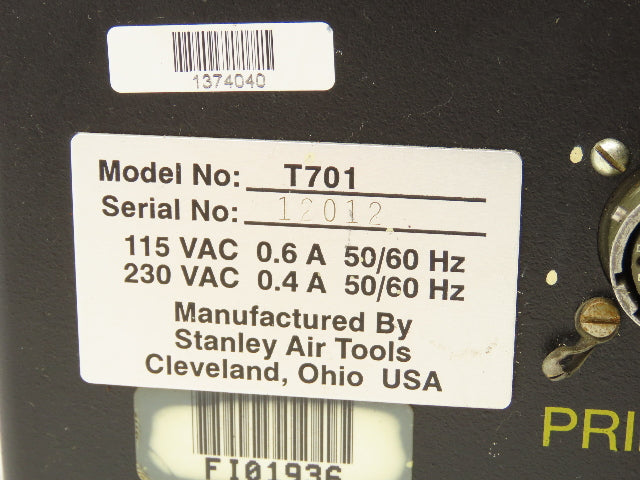 1374040
Model No: T701
Serial No: 12012
115 VAC 0.6 A 50/60 Hz
230 VAC 0.4 A 50/60 Hz
Manufactured By
Stanley Air Tools
Cleveland, Ohio USA
FI01936
PRI